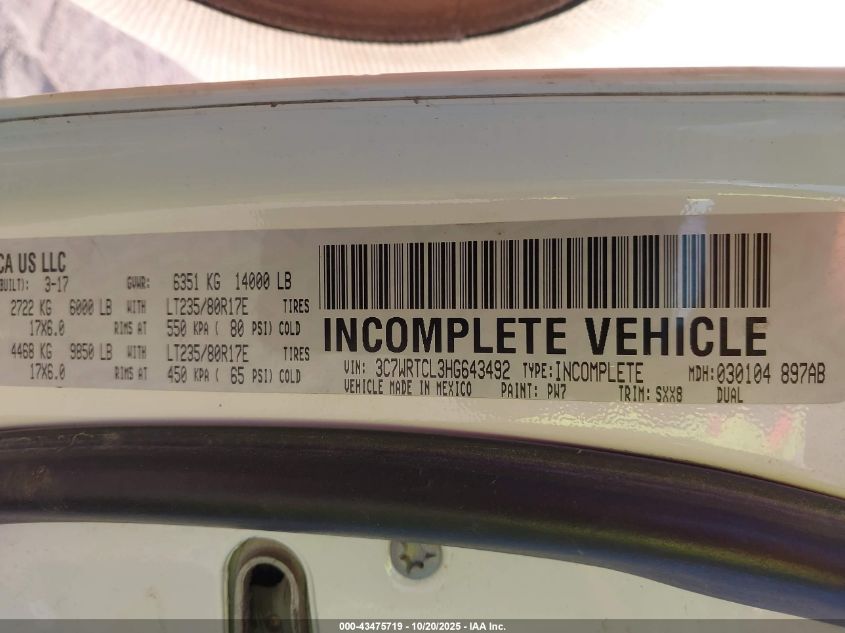 CA US LLC
BUILT): 3-17 GVWR: 6351 KG 14000 LB
2722 KG 6000 LB WITH LT235/80R17E TIRES
17X6.0 RIMS AT 550 KPA ( 80 PSI) COLD
4468 KG 9850 LB WITH LT235/80R17E TIRES
17X6.0 RIMS AT 450 KPA ( 65 PSI) COLD
INCOMPLETE VEHICLE
VIN: 3C7WRTCL3HG643492 TYPE: INCOMPLETE MDH: 030104 897AB
VEHICLE MADE IN MEXICO PAINT: PW7 TRIM: SXX8 DUAL
000-43475719 - 10/20/2025 - IAA Inc.